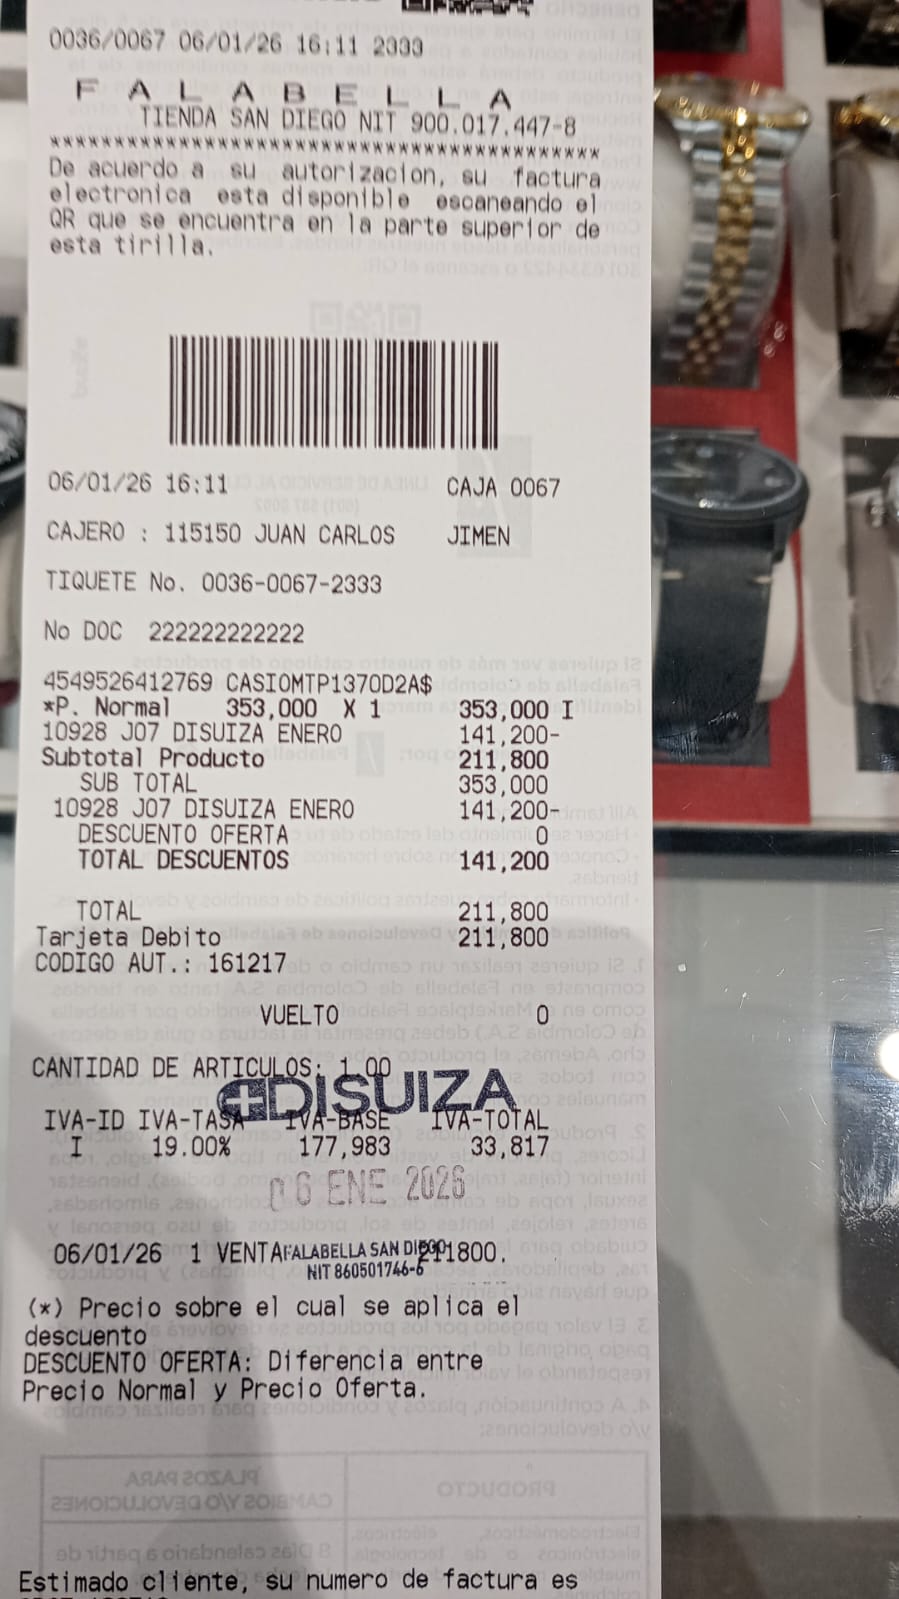 0036/0067 06/01/26 16:11 2333
FALABELLA
TIENDA SAN DIEGO NIT 900.017.447-8
*******************************************
De acuerdo a su autorizacion, su factura
electronica esta disponible escaneando el
QR que se encuentra en la parte superior de
esta tirilla.
06/01/26 16:11 CAJA 0067
CAJERO : 115150 JUAN CARLOS JIMEN
TIQUETE No. 0036-0067-2333
No DOC 222222222222
4549526412769 CASIOMTP1370D2A$
*P. Normal 353,000 X 1 353,000 I
10928 J07 DISUIZA ENERO 141,200-
Subtotal Producto 211,800
SUB TOTAL 353,000
10928 J07 DISUIZA ENERO 141,200-
DESCUENTO OFERTA 0
TOTAL DESCUENTOS 141,200
TOTAL 211,800
Tarjeta Debito 211,800
CODIGO AUT.: 161217
VUELTO 0
CANTIDAD DE ARTICULOS: 1.00
DISUIZA
IVA-ID IVA-TASA IVA-BASE IVA-TOTAL
I 19.00% 177,983 33,817
06 ENE 2026
06/01/26 1 VENTA 211800.
FALABELLA SAN DIEGO
NIT 860501746-6
(*) Precio sobre el cual se aplica el
descuento
DESCUENTO OFERTA: Diferencia entre
Precio Normal y Precio Oferta.
Estimado cliente, su numero de factura es